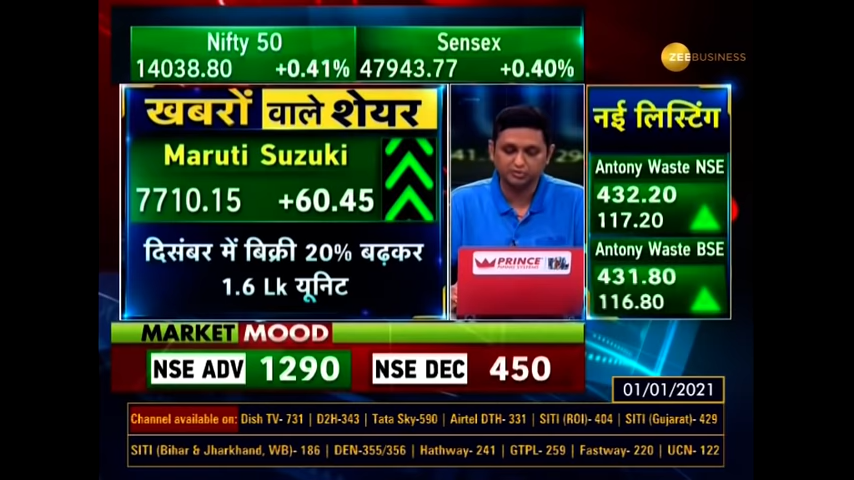 Nifty 50
14038.80 +0.41%
Sensex
47943.77 +0.40%
ZEEBUSINESS
खबरों वाले शेयर
Maruti Suzuki
7710.15 +60.45
दिसंबर में बिक्री 20% बढ़कर
1.6 Lk यूनिट
PRINCE
नई लिस्टिंग
Antony Waste NSE
432.20
117.20
Antony Waste BSE
431.80
116.80
MARKET MOOD
NSE ADV 1290 NSE DEC 450
01/01/2021
Channel available on: Dish TV- 731 | D2H-343 | Tata Sky-590 | Airtel DTH- 331 | SITI (ROI)- 404 | SITI (Gujarat)- 429
SITI (Bihar & Jharkhand, WB)- 186 | DEN-355/356 | Hathway- 241 | GTPL- 259 | Fastway- 220 | UCN- 122